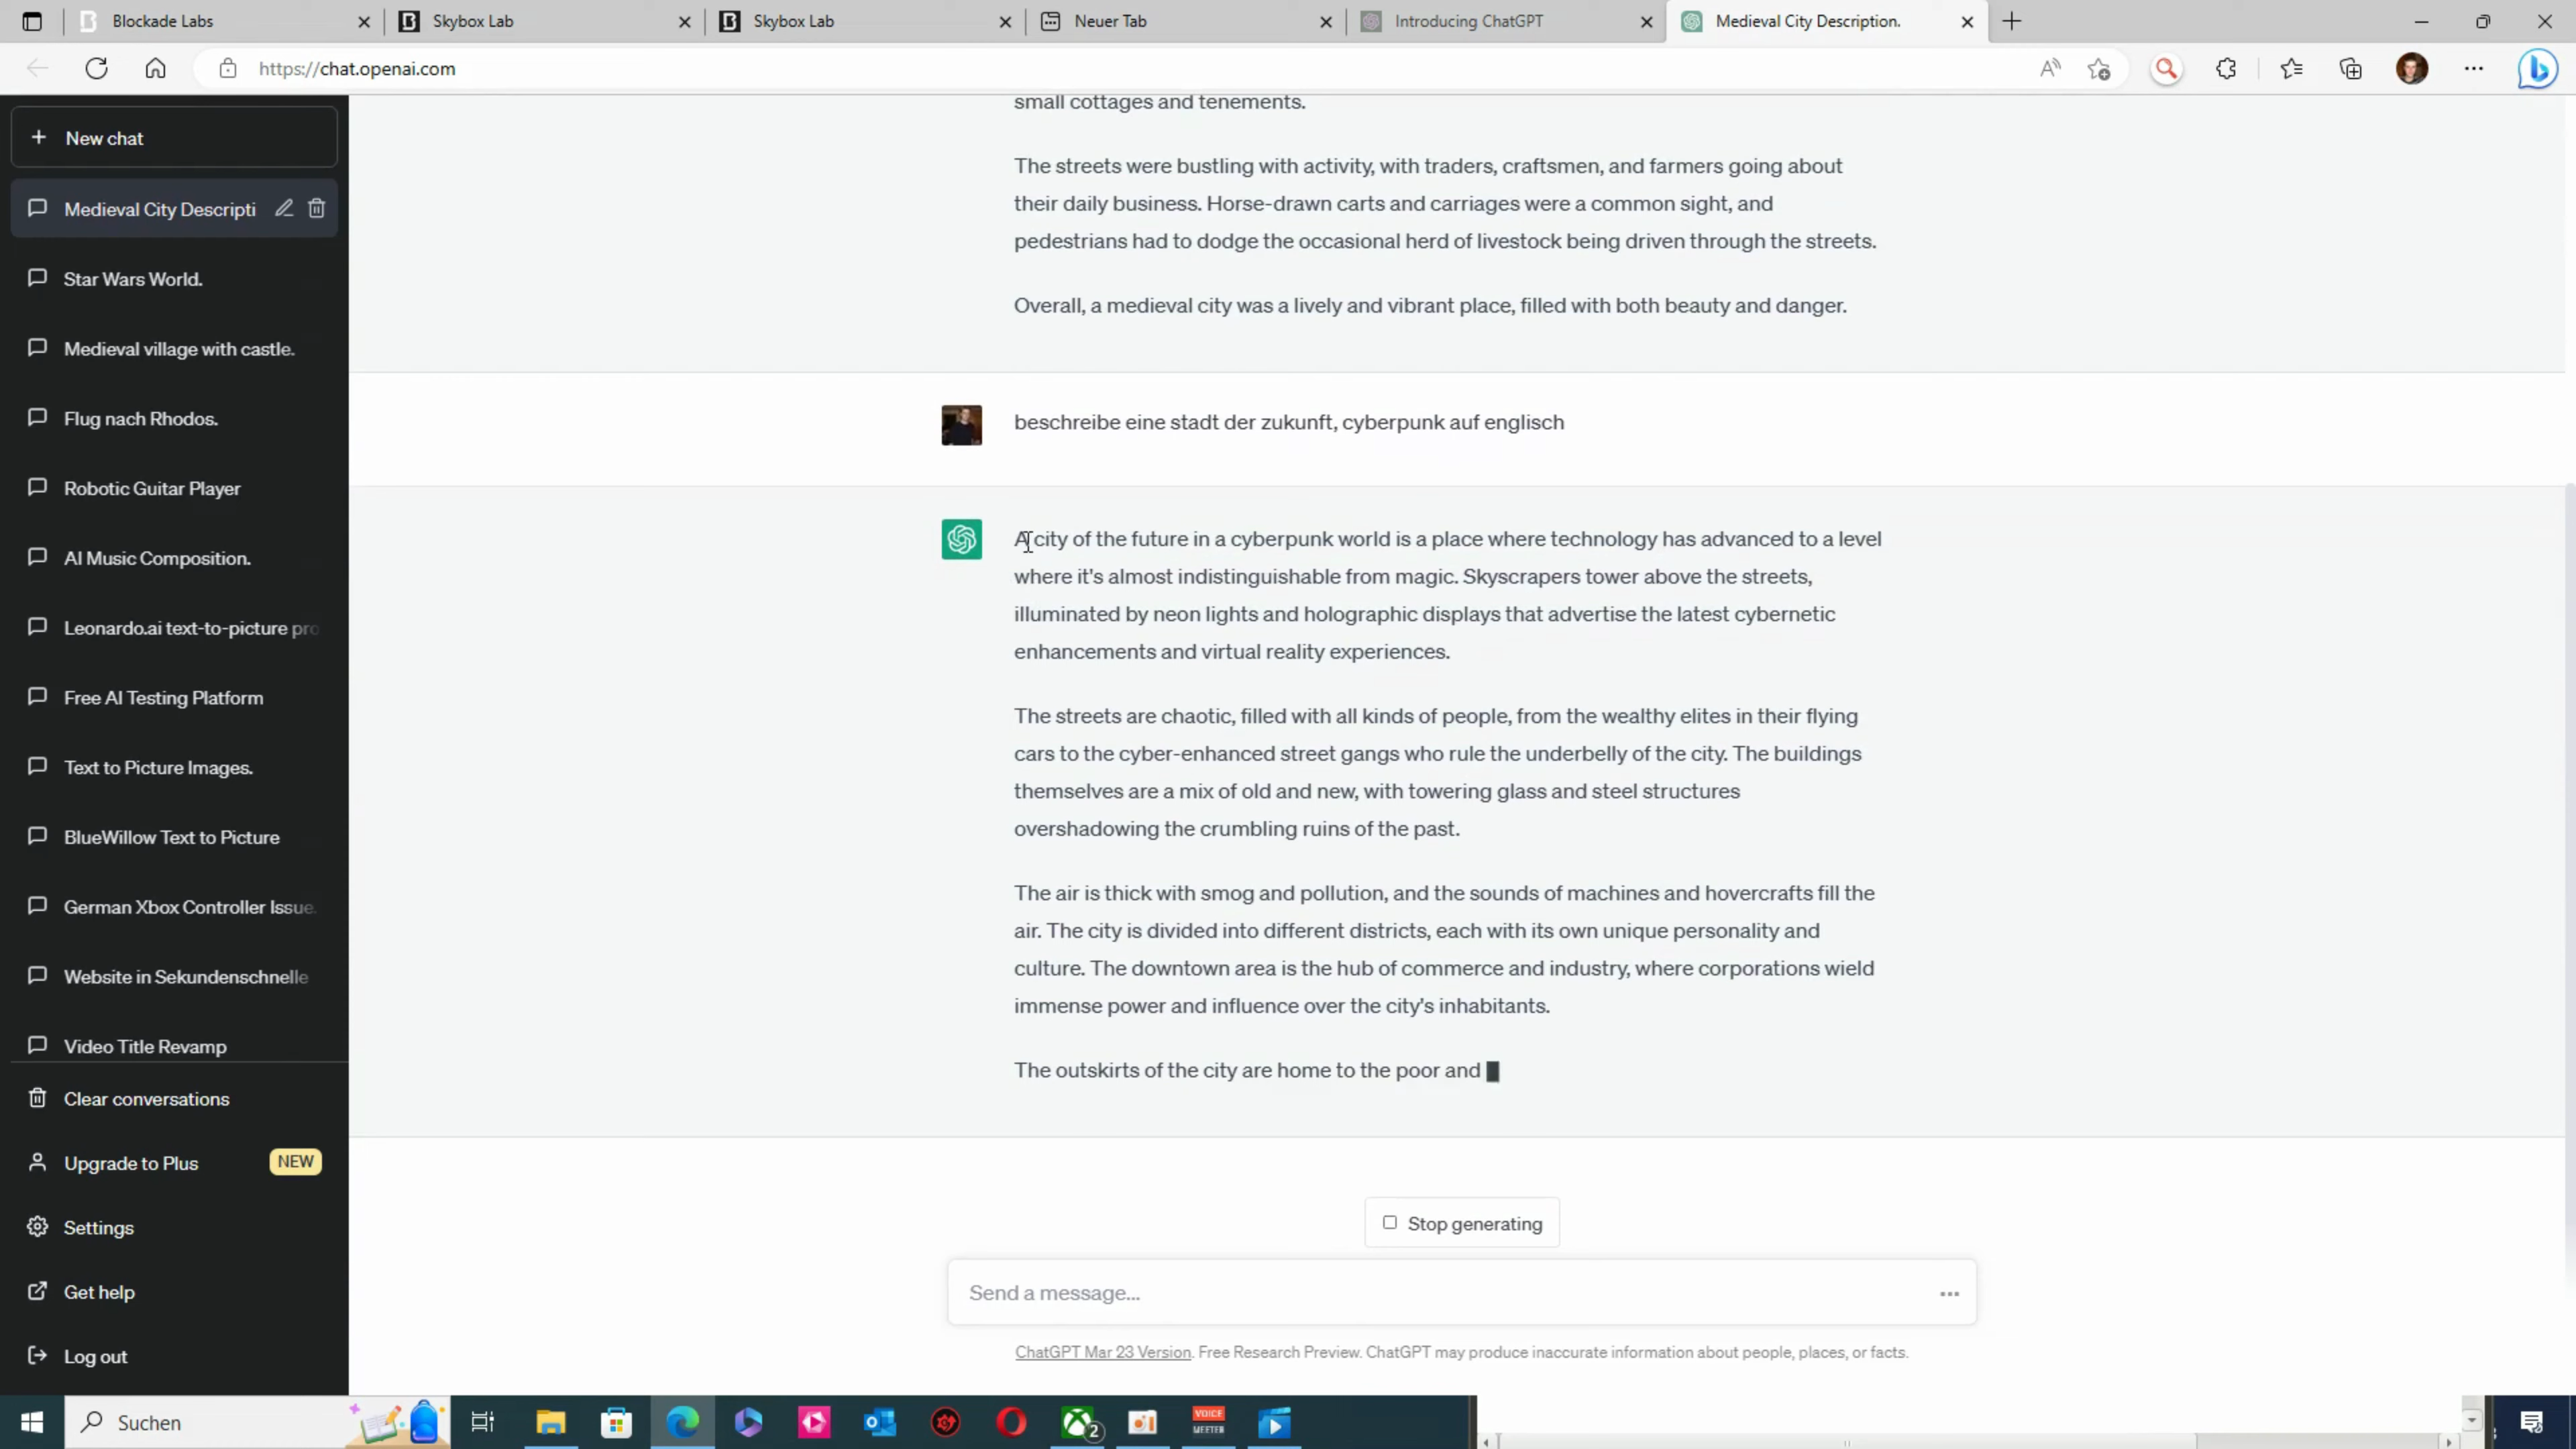 Blockade Labs
Skybox Lab
Skybox Lab
Neuer Tab
Introducing ChatGPT
Medieval City Description.
https://chat.openai.com
New chat
Medieval City Descripti
Star Wars World.
Medieval village with castle.
Flug nach Rhodos.
Robotic Guitar Player
AI Music Composition.
Leonardo.ai text-to-picture pro
Free AI Testing Platform
Text to Picture Images.
BlueWillow Text to Picture
German Xbox Controller Issue.
Website in Sekundenschnelle
Video Title Revamp
Clear conversations
Upgrade to Plus NEW
Settings
Get help
Log out
small cottages and tenements.
The streets were bustling with activity, with traders, craftsmen, and farmers going about
their daily business. Horse-drawn carts and carriages were a common sight, and
pedestrians had to dodge the occasional herd of livestock being driven through the streets.
Overall, a medieval city was a lively and vibrant place, filled with both beauty and danger.
beschreibe eine stadt der zukunft, cyberpunk auf englisch
A city of the future in a cyberpunk world is a place where technology has advanced to a level
where it's almost indistinguishable from magic. Skyscrapers tower above the streets,
illuminated by neon lights and holographic displays that advertise the latest cybernetic
enhancements and virtual reality experiences.
The streets are chaotic, filled with all kinds of people, from the wealthy elites in their flying
cars to the cyber-enhanced street gangs who rule the underbelly of the city. The buildings
themselves are a mix of old and new, with towering glass and steel structures
overshadowing the crumbling ruins of the past.
The air is thick with smog and pollution, and the sounds of machines and hovercrafts fill the
air. The city is divided into different districts, each with its own unique personality and
culture. The downtown area is the hub of commerce and industry, where corporations wield
immense power and influence over the city's inhabitants.
The outskirts of the city are home to the poor and
Stop generating
Send a message...
ChatGPT Mar 23 Version. Free Research Preview. ChatGPT may produce inaccurate information about people, places, or facts.
Suchen
2
VOICE
MEETER